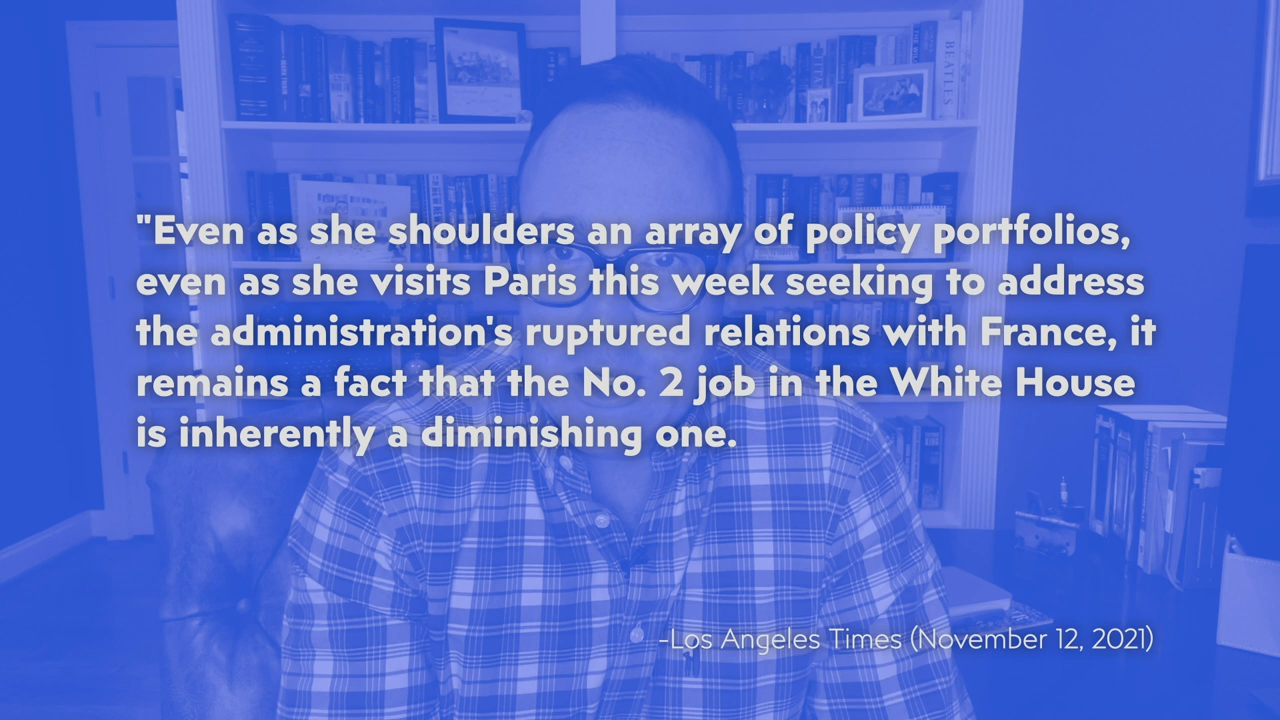 BEATLES
"Even as she shoulders an array of policy portfolios,
even as she visits Paris this week seeking to address
the administration's ruptured relations with France, it
remains a fact that the No. 2 job in the White House
is inherently a diminishing one.
-Los Angeles Times (November 12, 2021)